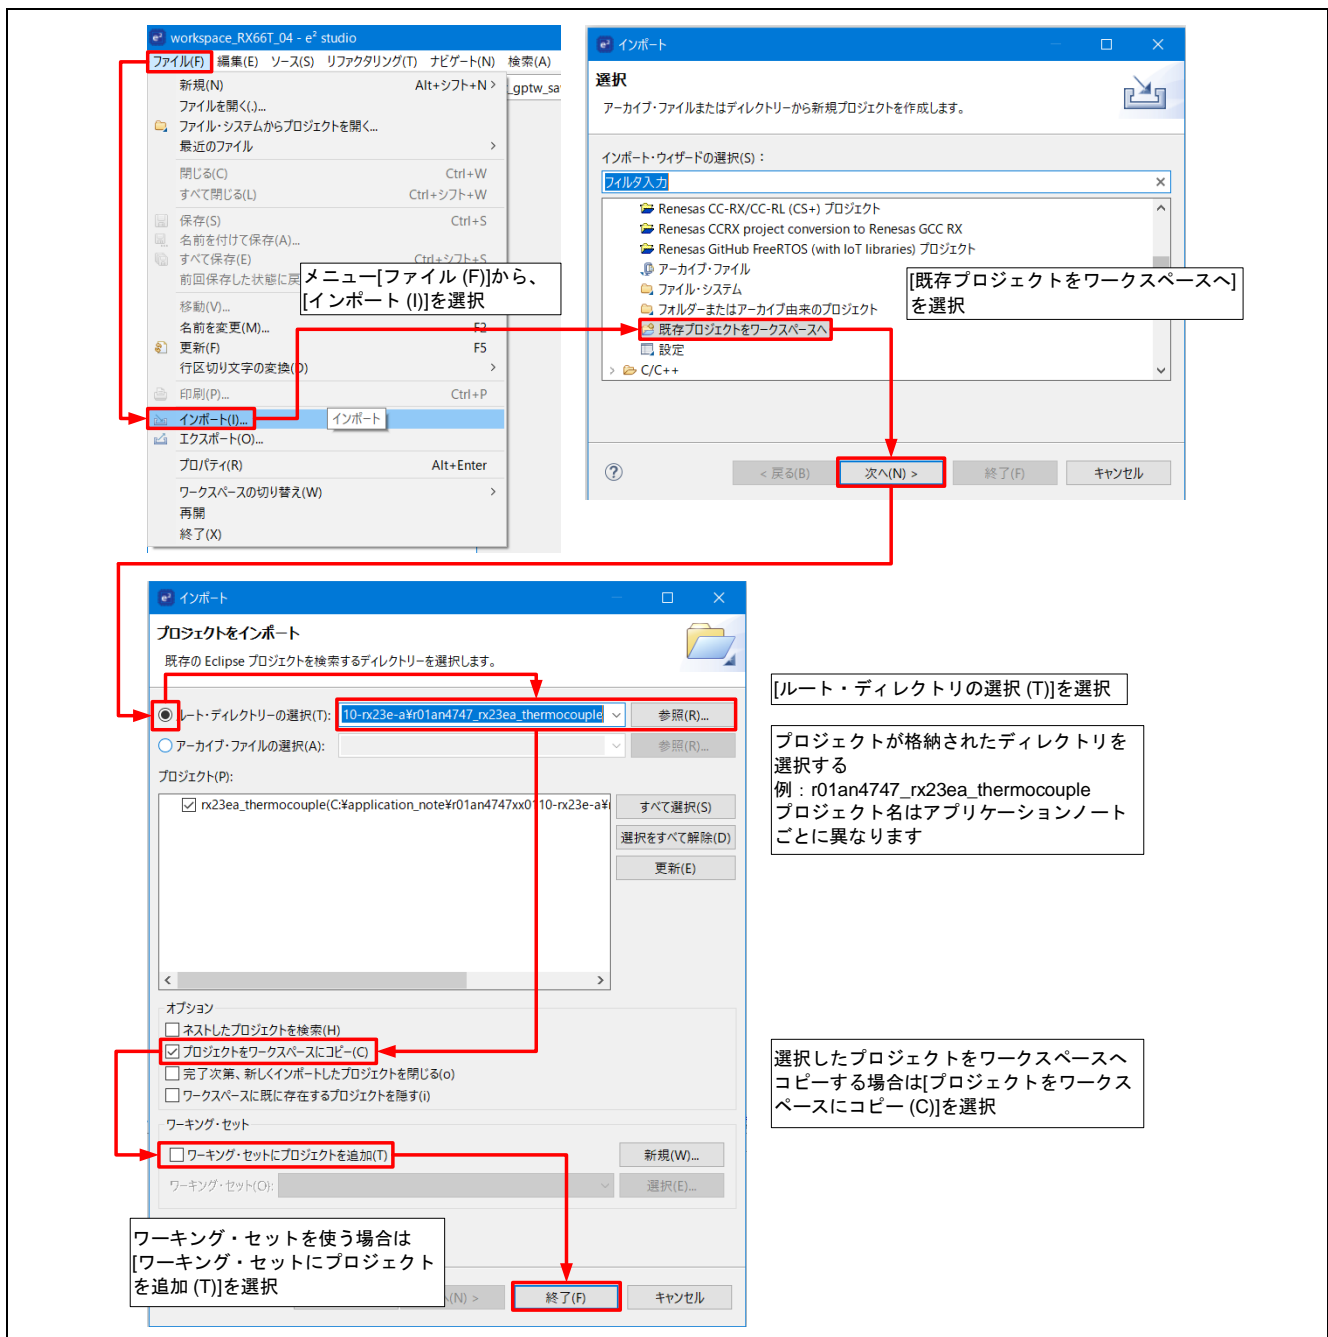 workspace_RX66T_04 - e² studio
ファイル(F) 編集(E) ソース(S) リファクタリング(T) ナビゲート(N) 検索(A)
新規(N) Alt+シフト+N >
_gptw_sa
ファイルを開く(.)...
ファイル・システムからプロジェクトを開く...
最近のファイル >
閉じる(C) Ctrl+W
すべて閉じる(L) Ctrl+シフト+W
保存(S) Ctrl+S
名前を付けて保存(A)...
すべて保存(E) Ctrl+シフト+S
前回保存した状態に戻
メニュー[ファイル (F)]から、
[インポート (I)]を選択
移動(V)...
名前を変更(M)... F2
更新(F) F5
行区切り文字の変換(D) >
印刷(P)... Ctrl+P
インポート(I)... インポート
エクスポート(O)...
プロパティ(R) Alt+Enter
ワークスペースの切り替え(W) >
再開
終了(X)
インポート
選択
アーカイブ・ファイルまたはディレクトリーから新規プロジェクトを作成します。
インポート・ウィザードの選択(S)：
フィルタ入力
Renesas CC-RX/CC-RL (CS+) プロジェクト
Renesas CCRX project conversion to Renesas GCC RX
Renesas GitHub FreeRTOS (with IoT libraries) プロジェクト
アーカイブ・ファイル
ファイル・システム
フォルダーまたはアーカイブ由来のプロジェクト
既存プロジェクトをワークスペースへ
設定
> C/C++
[既存プロジェクトをワークスペースへ]
を選択
< 戻る(B) 次へ(N) > 終了(F) キャンセル
インポート
プロジェクトをインポート
既存の Eclipse プロジェクトを検索するディレクトリーを選択します。
ルート・ディレクトリーの選択(T): 10-rx23e-a¥r01an4747_rx23ea_thermocouple 参照(R)...
アーカイブ・ファイルの選択(A): 参照(R)...
プロジェクト(P):
rx23ea_thermocouple(C:¥application_note¥r01an4747xx0110-rx23e-a¥r
すべて選択(S)
選択をすべて解除(D)
更新(E)
[ルート・ディレクトリの選択 (T)]を選択
プロジェクトが格納されたディレクトリを
選択する
例：r01an4747_rx23ea_thermocouple
プロジェクト名はアプリケーションノート
ごとに異なります
オプション
ネストしたプロジェクトを検索(H)
プロジェクトをワークスペースにコピー(C)
完了次第、新しくインポートしたプロジェクトを閉じる(o)
ワークスペースに既に存在するプロジェクトを隠す(i)
選択したプロジェクトをワークスペースへ
コピーする場合は[プロジェクトをワークス
ペースにコピー (C)]を選択
ワーキング・セット
ワーキング・セットにプロジェクトを追加(T) 新規(W)...
ワーキング・セット(O): 選択(E)...
ワーキング・セットを使う場合は
[ワーキング・セットにプロジェクト
を追加 (T)]を選択
(N) > 終了(F) キャンセル